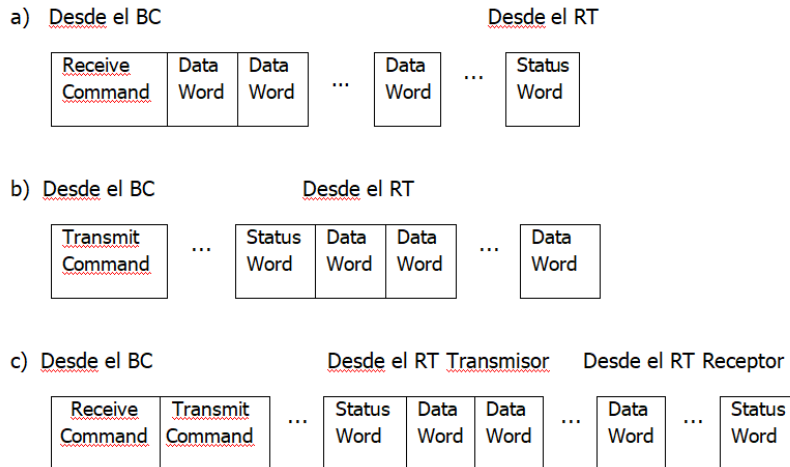 a) Desde el BC Desde el RT
Receive Data Data ... Data ... Status
Command Word Word Word Word
b) Desde el BC Desde el RT
Transmit ... Status Data Data ... Data
Command Word Word Word Word
c) Desde el BC Desde el RT Transmisor Desde el RT Receptor
Receive Transmit ... Status Data Data ... Data ... Status
Command Command Word Word Word Word Word